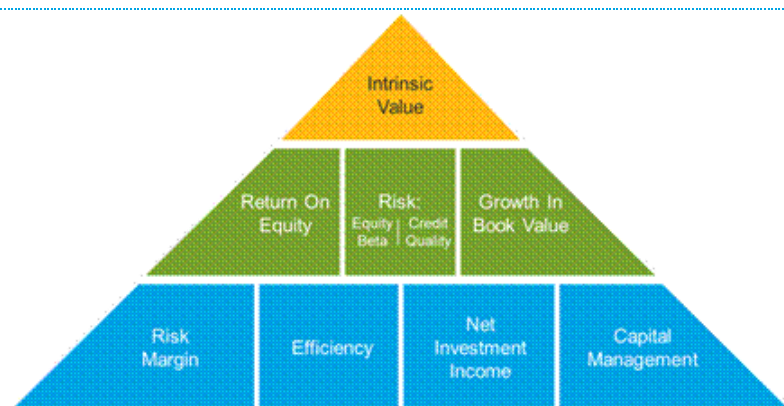 Intrinsic
Value
Return On
Equity
Risk:
Equity | Credit
Beta | Quality
Growth In
Book Value
Risk
Margin
Efficiency
Net
Investment
Income
Capital
Management